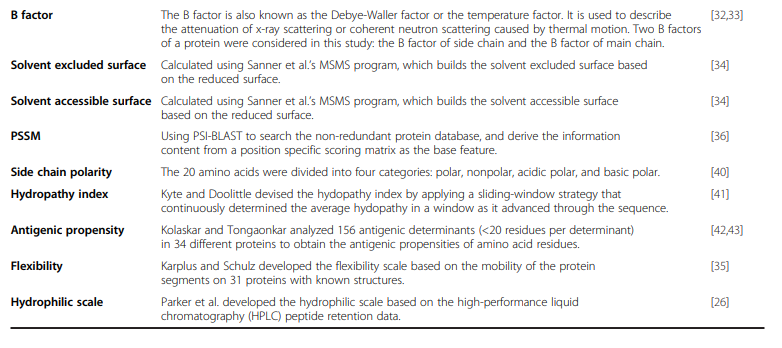 B factor The B factor is also known as the Debye-Waller factor or the temperature factor. It is used to describe [32,33]
the attenuation of x-ray scattering or coherent neutron scattering caused by thermal motion. Two B factors
of a protein were considered in this study: the B factor of side chain and the B factor of main chain.
Solvent excluded surface Calculated using Sanner et al.'s MSMS program, which builds the solvent excluded surface based [34]
on the reduced surface.
Solvent accessible surface Calculated using Sanner et al.'s MSMS program, which builds the solvent accessible surface [34]
based on the reduced surface.
PSSM Using PSI-BLAST to search the non-redundant protein database, and derive the information [36]
content from a position specific scoring matrix as the base feature.
Side chain polarity The 20 amino acids were divided into four categories: polar, nonpolar, acidic polar, and basic polar. [40]
Hydropathy index Kyte and Doolittle devised the hydopathy index by applying a sliding-window strategy that [41]
continuously determined the average hydopathy in a window as it advanced through the sequence.
Antigenic propensity Kolaskar and Tongaonkar analyzed 156 antigenic determinants (<20 residues per determinant) [42,43]
in 34 different proteins to obtain the antigenic propensities of amino acid residues.
Flexibility Karplus and Schulz developed the flexibility scale based on the mobility of the protein [35]
segments on 31 proteins with known structures.
Hydrophilic scale Parker et al. developed the hydrophilic scale based on the high-performance liquid [26]
chromatography (HPLC) peptide retention data.